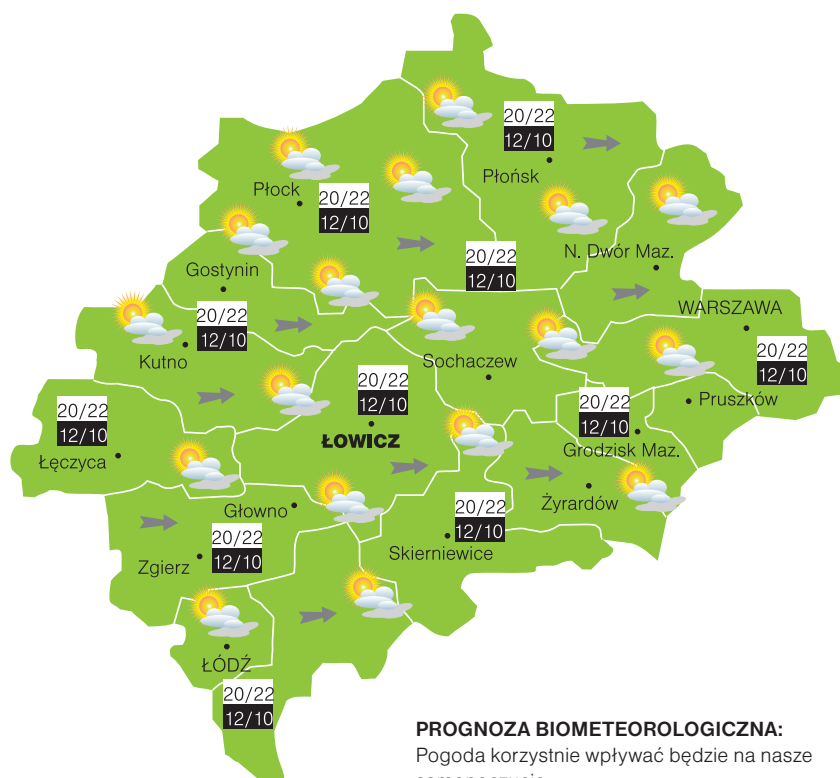 20/22
12/10
Płońsk
Płock
20/22
12/10
N. Dwór Maz.
20/22
12/10
Gostynin
WARSZAWA
20/22
12/10
Kutno
20/22
12/10
Sochaczew
20/22
12/10
ŁOWICZ
Pruszków
20/22
12/10
Grodzisk Maz.
20/22
12/10
Łęczyca
Żyrardów
Głowno
20/22
12/10
Skierniewice
20/22
12/10
Zgierz
ŁÓDŹ
20/22
12/10
PROGNOZA BIOMETEOROLOGICZNA:
Pogoda korzystnie wpływać będzie na nasze